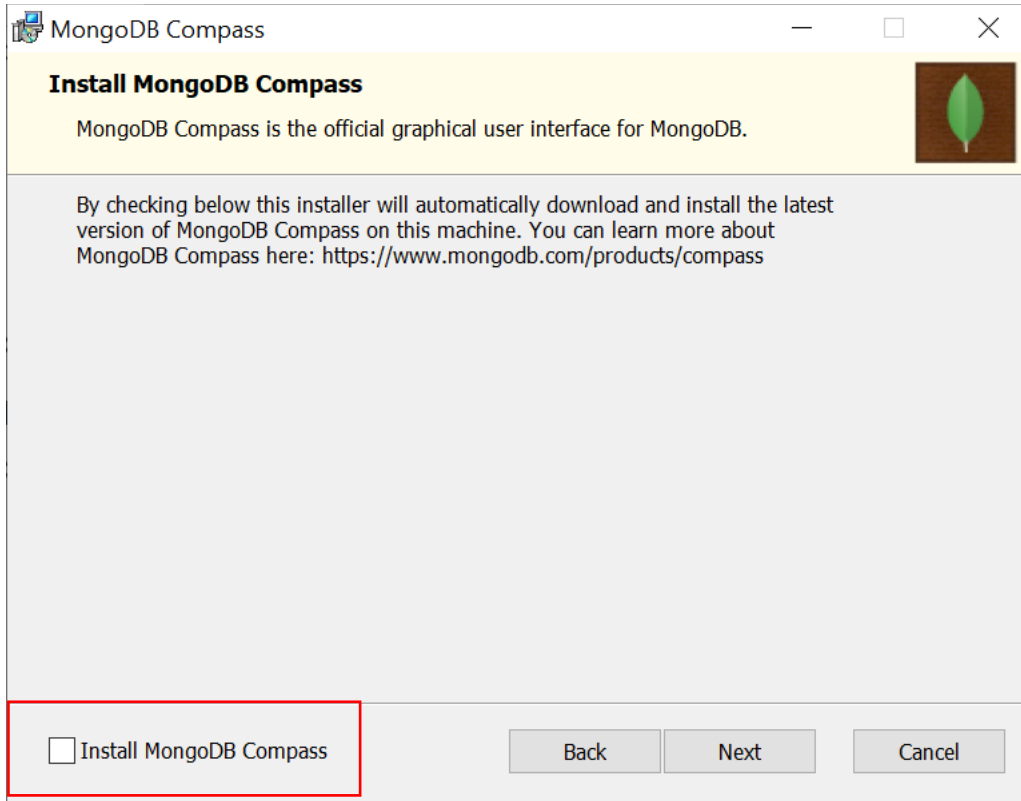 MongoDB Compass
Install MongoDB Compass
MongoDB Compass is the official graphical user interface for MongoDB.
By checking below this installer will automatically download and install the latest
version of MongoDB Compass on this machine. You can learn more about
MongoDB Compass here: https://www.mongodb.com/products/compass
Install MongoDB Compass
Back
Next
Cancel